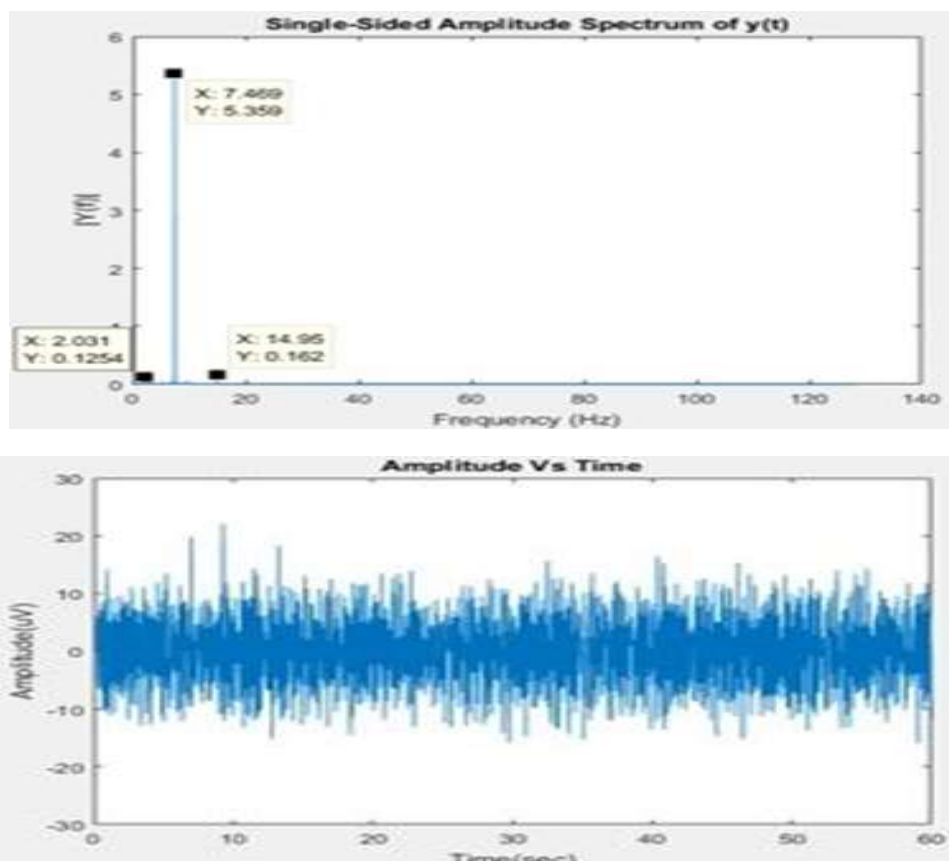 Single-Sided Amplitude Spectrum of y(t)
6
5
4
3
2
1
0
|Y(f)|
X: 7.469
Y: 5.359
X: 2.031
Y: 0.1254
X: 14.95
Y: 0.162
0 20 40 60 80 100 120 140
Frequency (Hz)
Amplitude Vs Time
30
20
10
0
-10
-20
-30
Amplitude(uV)
0 10 20 30 40 50 60
Time(sec)